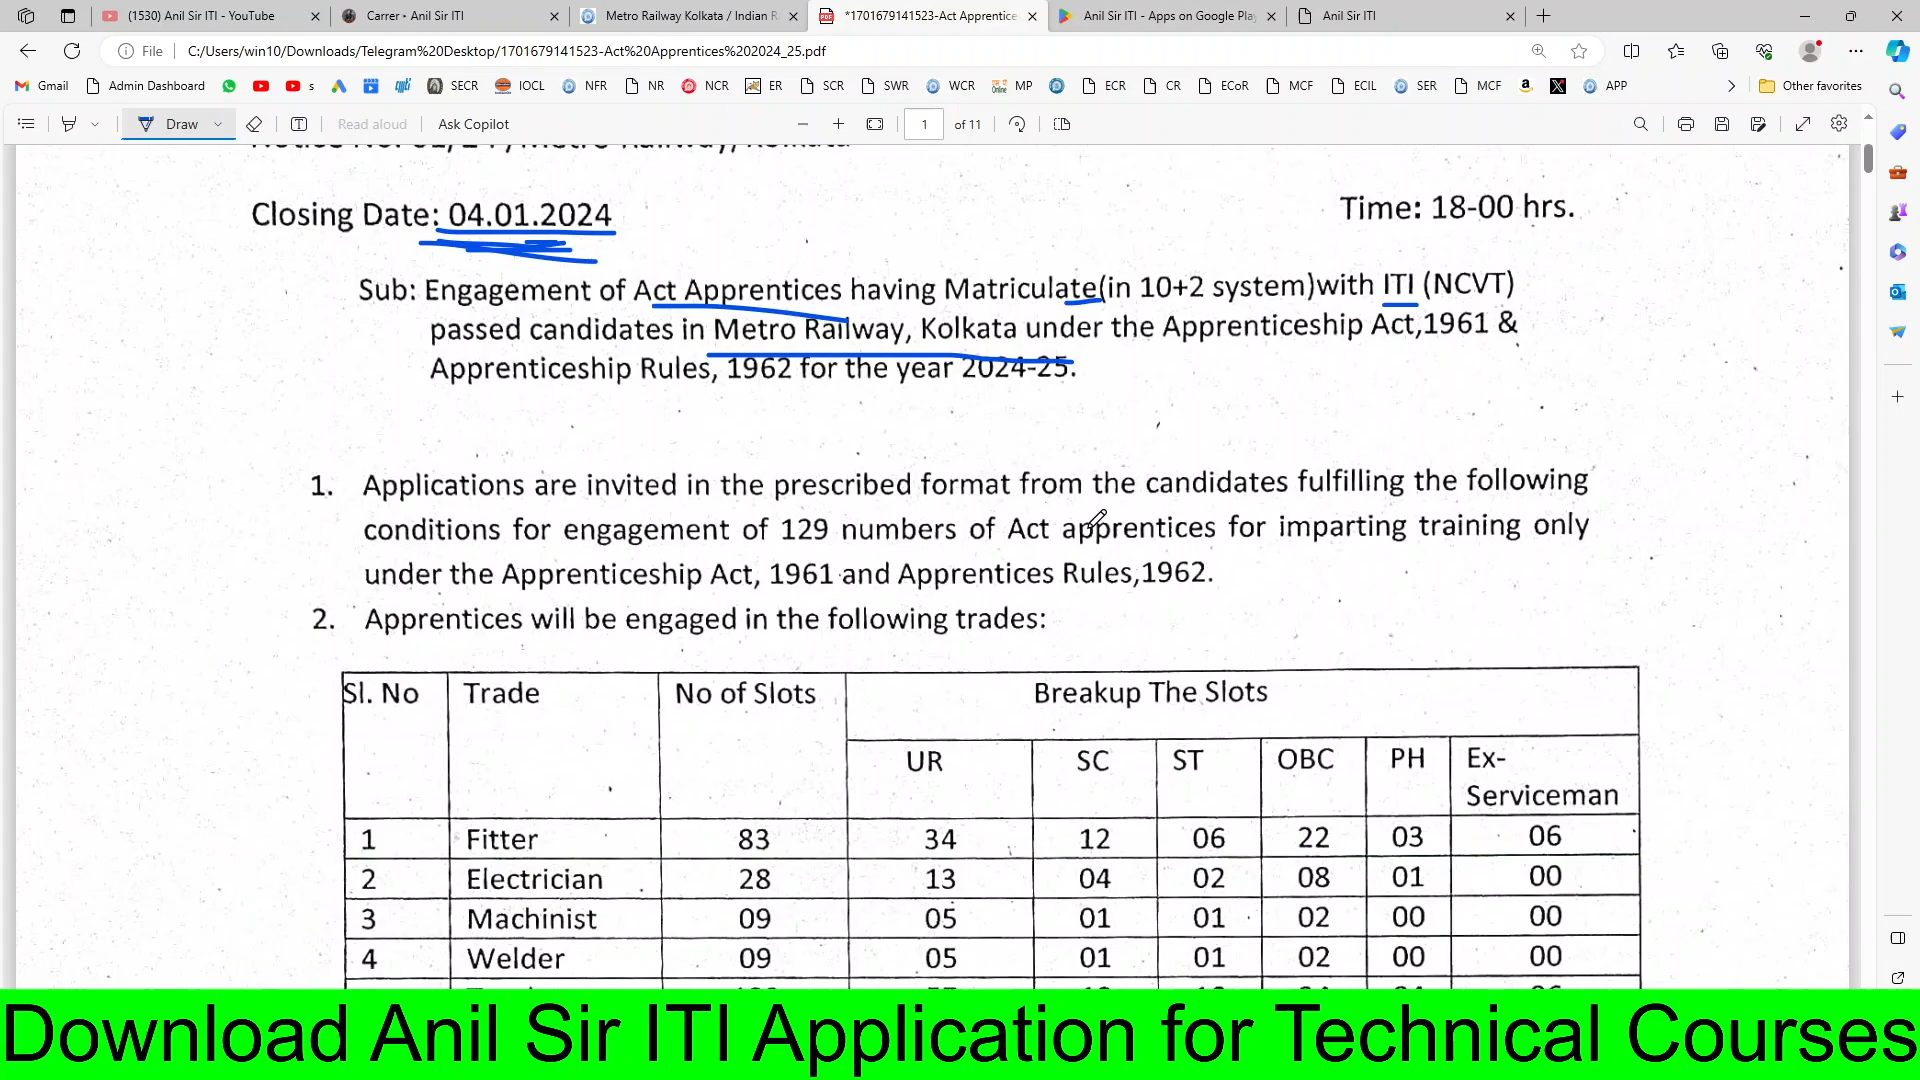 (1530) Anil Sir ITI - YouTube
Carrer • Anil Sir ITI
Metro Railway Kolkata / Indian R
*1701679141523-Act Apprentice
Anil Sir ITI - Apps on Google Play
Anil Sir ITI
File
C:/Users/win10/Downloads/Telegram%20Desktop/1701679141523-Act%20Apprentices%202024_25.pdf
Gmail
Admin Dashboard
s
SECR
IOCL
NFR
NR
NCR
ER
SCR
SWR
WCR
MP
ECR
CR
ECoR
MCF
ECIL
SER
MCF
APP
Other favorites
Draw
Read aloud
Ask Copilot
1 of 11
Closing Date: 04.01.2024
Time: 18-00 hrs.
Sub: Engagement of Act Apprentices having Matriculate(in 10+2 system)with ITI (NCVT)
passed candidates in Metro Railway, Kolkata under the Apprenticeship Act,1961 &
Apprenticeship Rules, 1962 for the year 2024-25.
1. Applications are invited in the prescribed format from the candidates fulfilling the following
conditions for engagement of 129 numbers of Act apprentices for imparting training only
under the Apprenticeship Act, 1961 and Apprentices Rules,1962.
2. Apprentices will be engaged in the following trades:
Sl. No Trade No of Slots Breakup The Slots
UR SC ST OBC PH Ex-
Serviceman
1 Fitter 83 34 12 06 22 03 06
2 Electrician 28 13 04 02 08 01 00
3 Machinist 09 05 01 01 02 00 00
4 Welder 09 05 01 01 02 00 00
Download Anil Sir ITI Application for Technical Courses